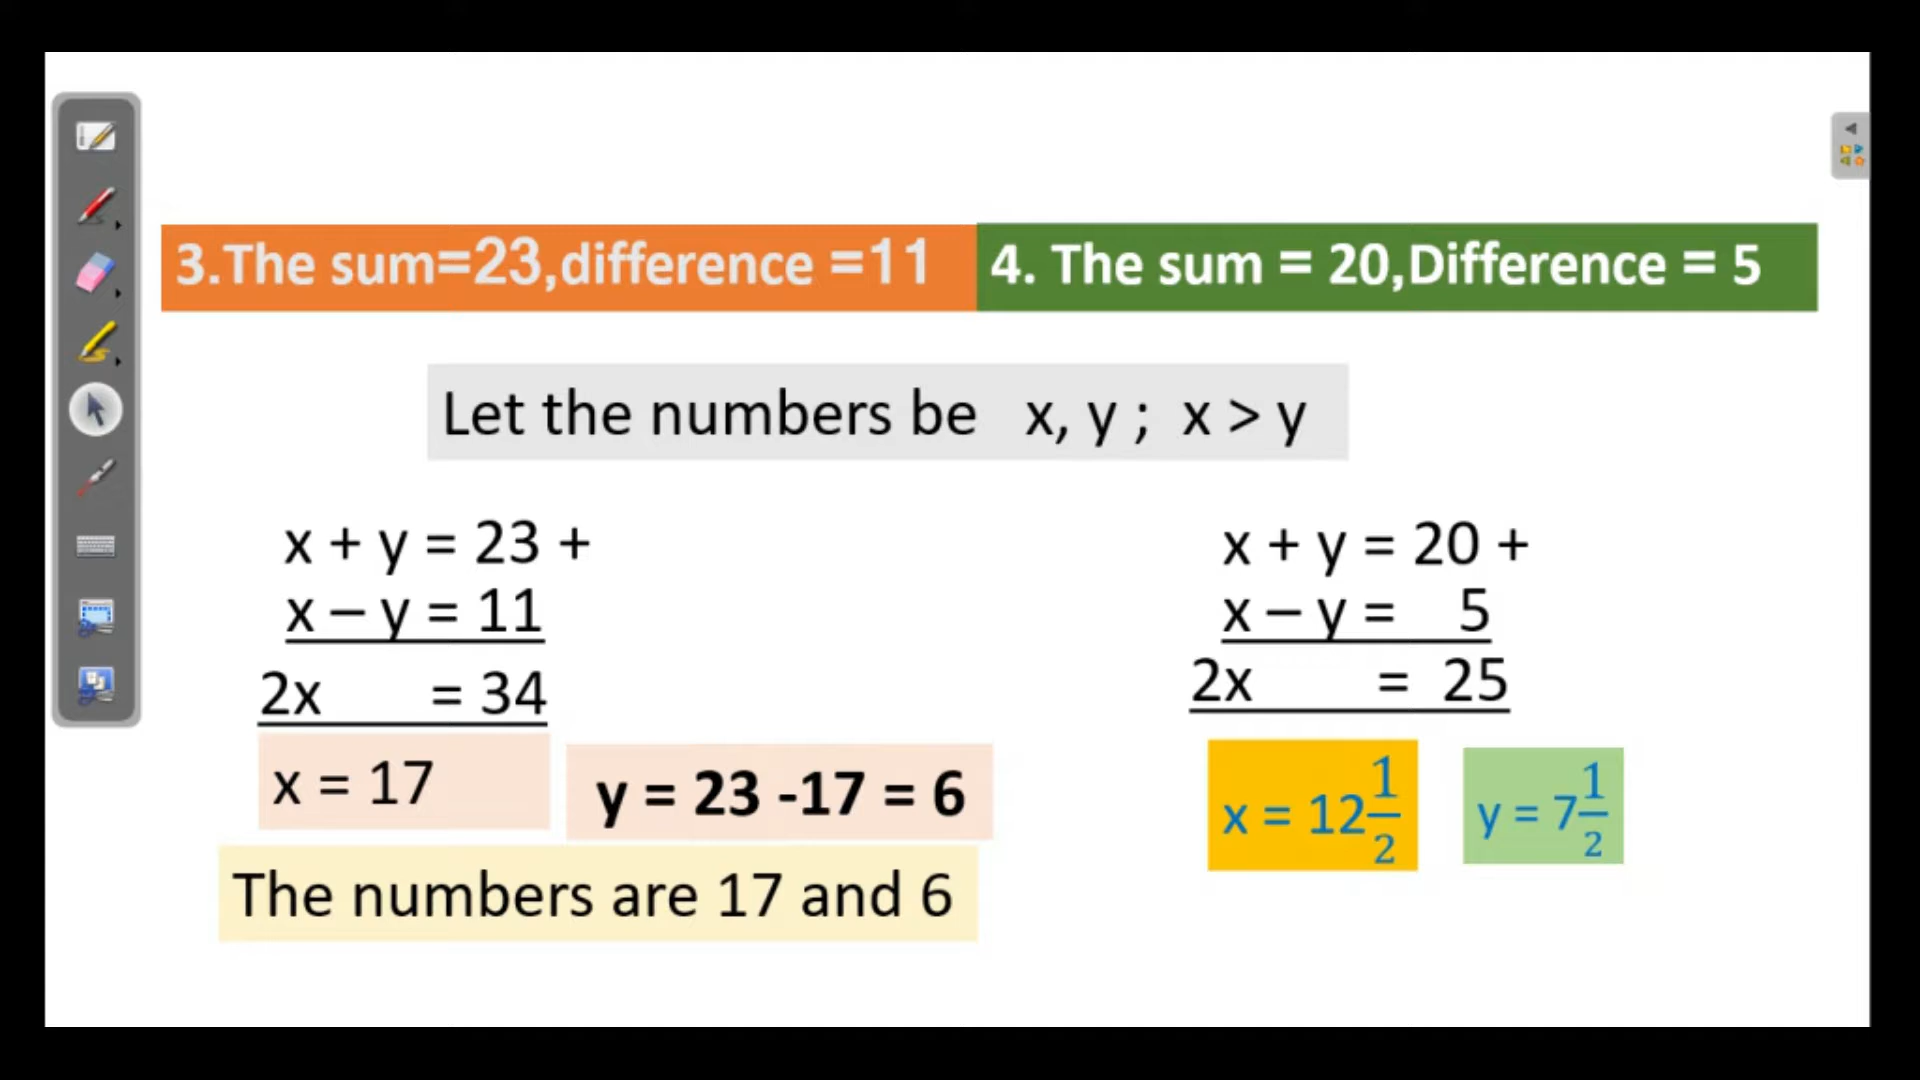 3.The sum=23,difference =11
4. The sum = 20,Difference = 5
Let the numbers be x, y ; x > y
x + y = 23 +
x – y = 11
2x = 34
x = 17
y = 23 -17 = 6
The numbers are 17 and 6
x + y = 20 +
x – y = 5
2x = 25
x = 12 1/2
y = 7 1/2